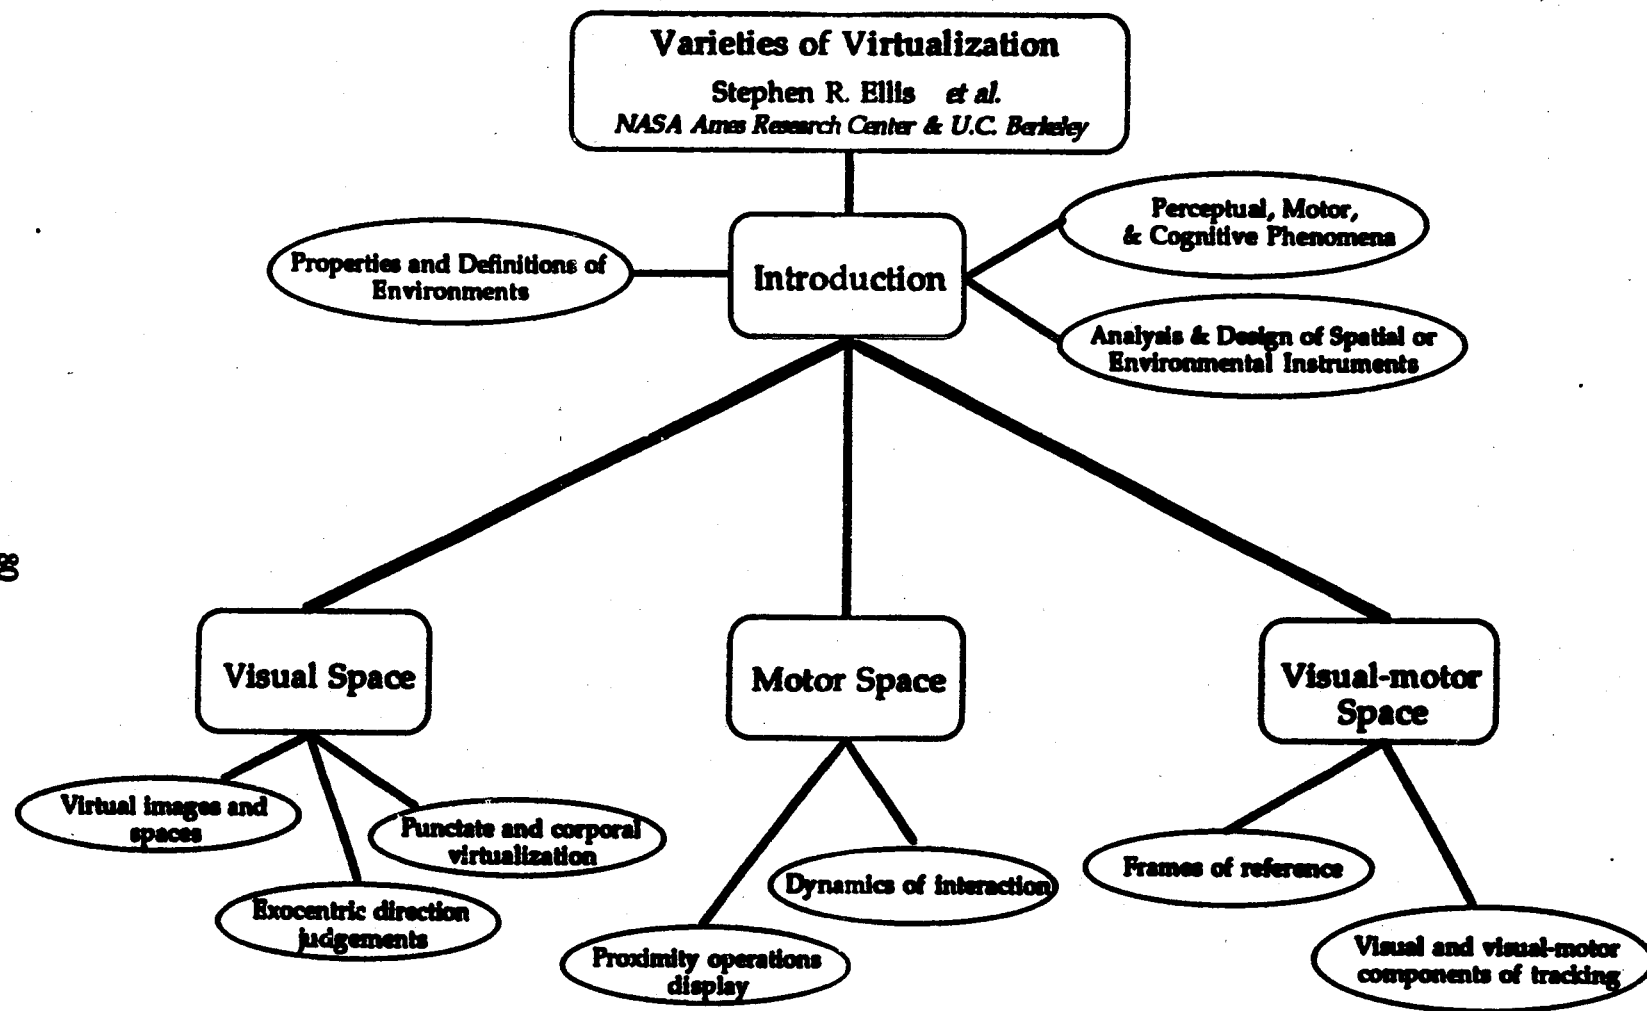 Varieties of Virtualization
Stephen R. Ellis et al.
NASA Ames Research Center & U.C. Berkeley
Perceptual, Motor,
& Cognitive Phenomena
Properties and Definitions of
Environments
Introduction
Analysis & Design of Spatial or
Environmental Instruments
80
Visual Space
Motor Space
Visual-motor
Space
Virtual images and
spaces
Punctate and corporal
virtualization
Exocentric direction
judgements
Dynamics of interaction
Proximity operations
display
Frames of reference
Visual and visual-motor
components of tracking